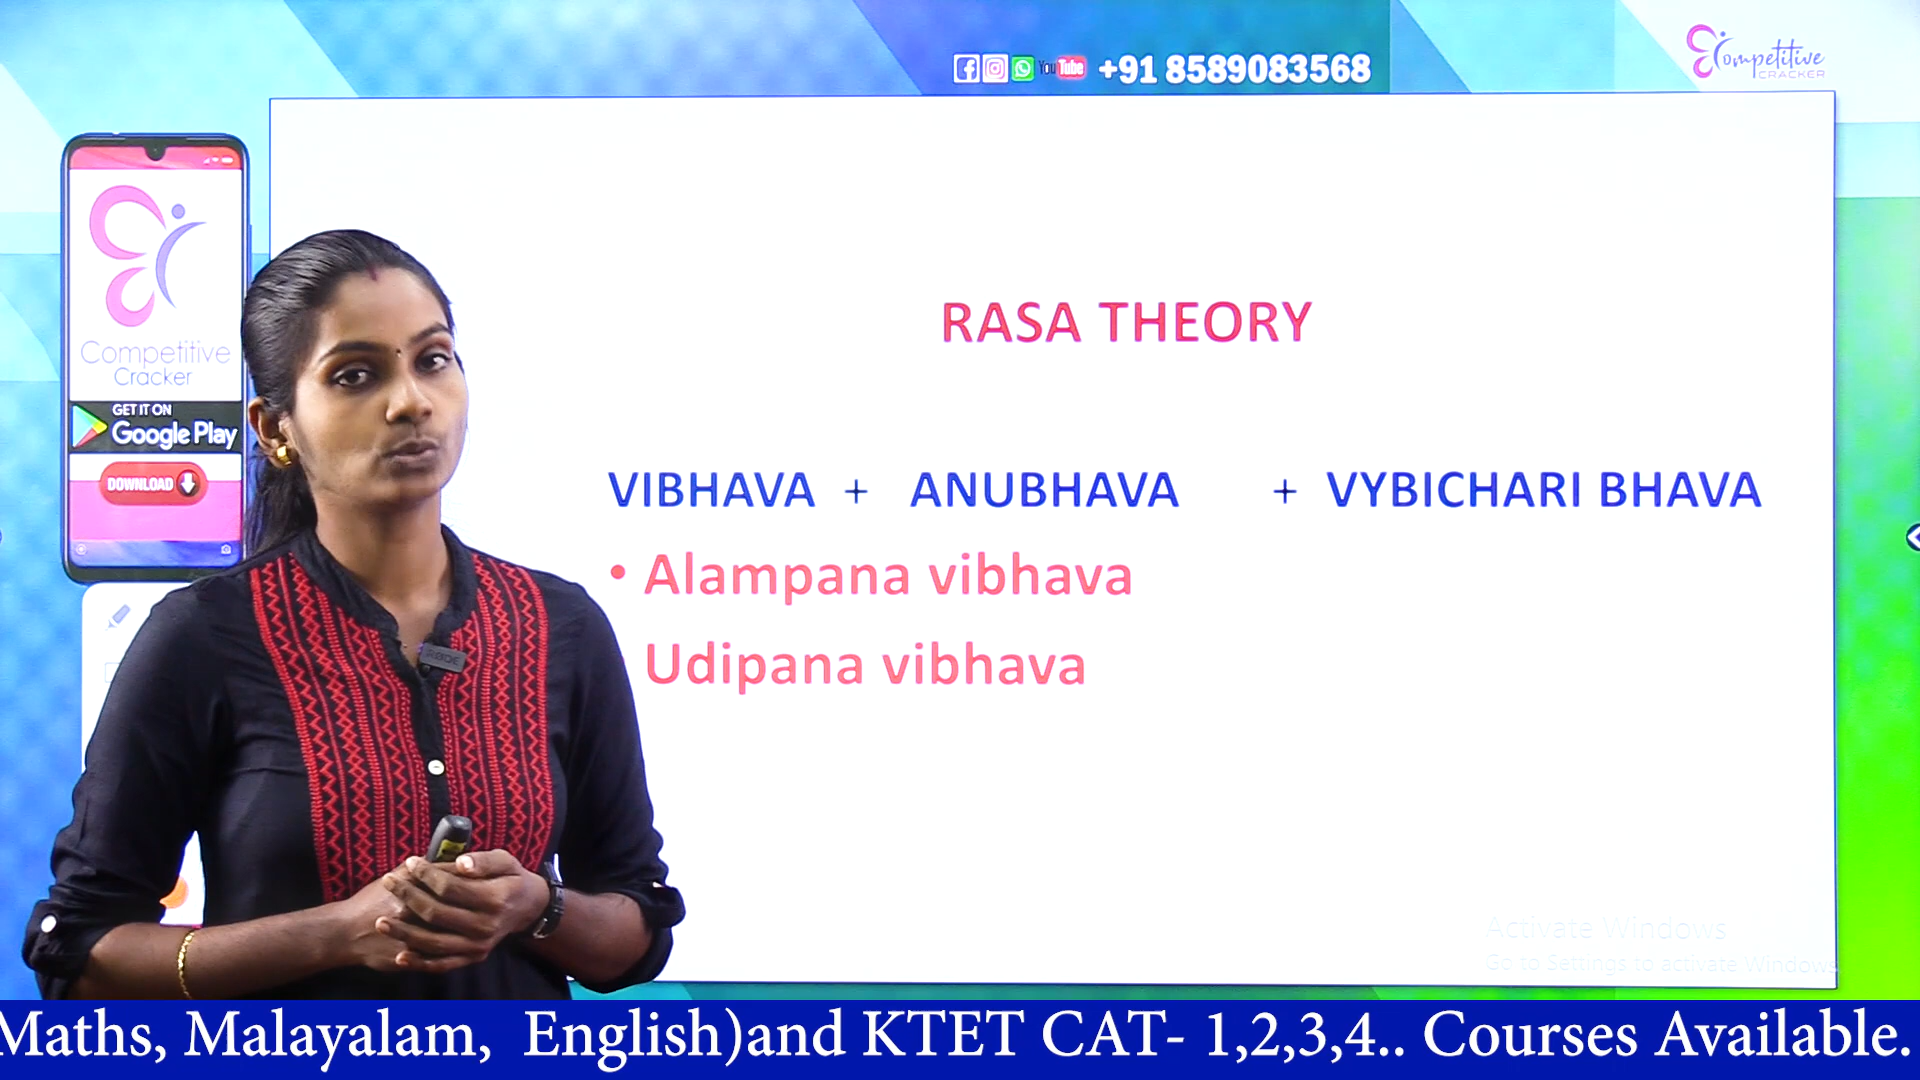 YouTube +91 8589083568
Competitive
CRACKER
Competitive
Cracker
GET IT ON
Google Play
DOWNLOAD
RASA THEORY
VIBHAVA + ANUBHAVA + VYBICHARI BHAVA
• Alampana vibhava
• Udipana vibhava
Activate Windows
Go to Settings to activate Windows.
Maths, Malayalam, English)and KTET CAT- 1,2,3,4.. Courses Available.